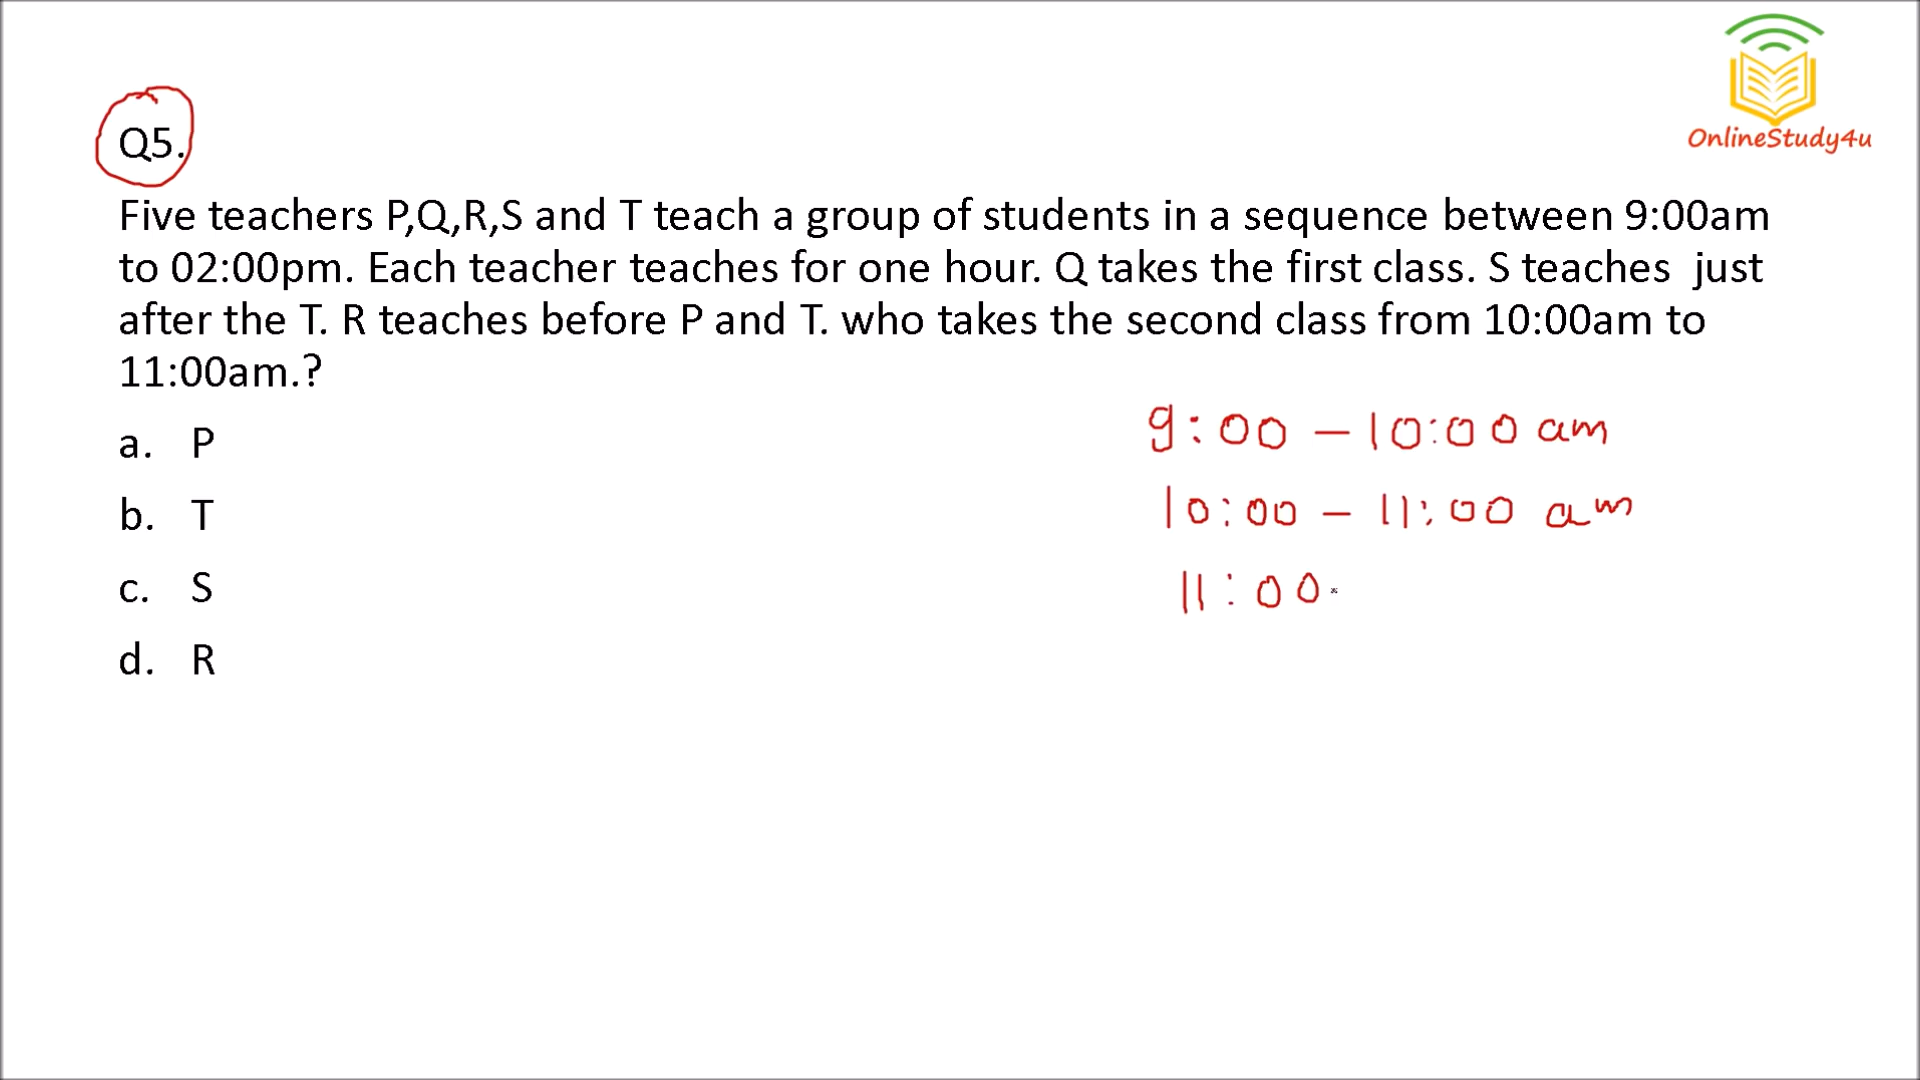 OnlineStudy4u
Q5.
Five teachers P,Q,R,S and T teach a group of students in a sequence between 9:00am
to 02:00pm. Each teacher teaches for one hour. Q takes the first class. S teaches  just
after the T. R teaches before P and T. who takes the second class from 10:00am to
11:00am.?
a. P
b. T
c. S
d. R
9:00 - 10:00 am
10:00 - 11:00 am
11:00